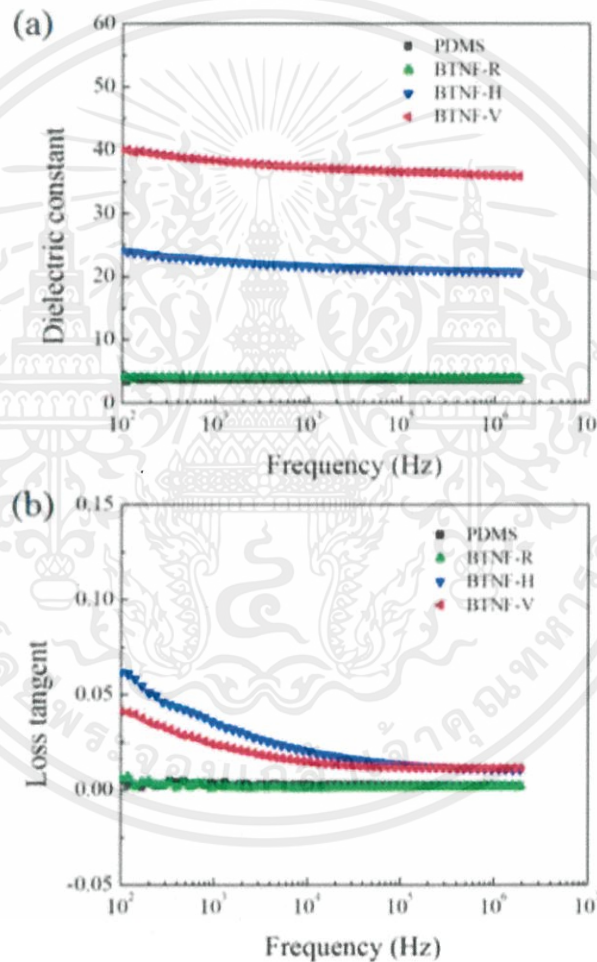 (a)
60
50
40
30
20
10
0
Dielectric constant
PDMS
BTNF-R
BTNF-H
BTNF-V
10² 10³ 10⁴ 10⁵ 10⁶ 10⁷
Frequency (Hz)
(b)
0.15
0.10
0.05
0.00
-0.05
Loss tangent
PDMS
BTNF-R
BTNF-H
BTNF-V
10² 10³ 10⁴ 10⁵ 10⁶
Frequency (Hz)